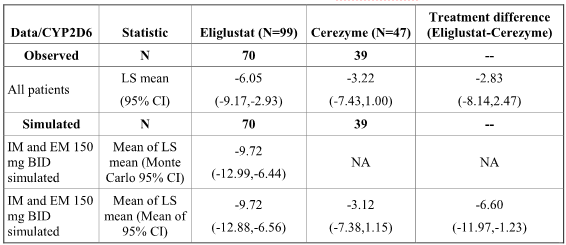 Data/CYP2D6 Statistic Eliglustat (N=99) Cerezyme (N=47) Treatment difference (Eliglustat-Cerezyme)
Observed N 70 39 --
All patients LS mean -6.05 -3.22 -2.83
(95% CI) (-9.17,-2.93) (-7.43,1.00) (-8.14,2.47)
Simulated N 70 39 --
IM and EM 150 Mean of LS -9.72
mg BID mean (Monte NA NA
simulated Carlo 95% CI) (-12.99,-6.44)
IM and EM 150 Mean of LS -9.72 -3.12 -6.60
mg BID mean (Mean of
simulated 95% CI) (-12.88,-6.56) (-7.38,1.15) (-11.97,-1.23)